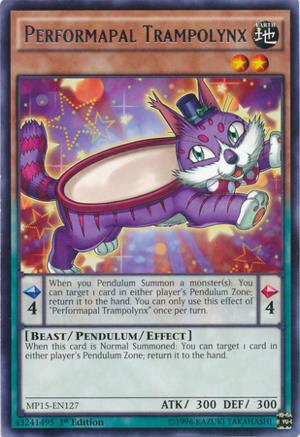 PERFORMAPAL TRAMPOLYNX
EARTH
地
When you Pendulum Summon a monster(s): You
can target 1 card in either player's Pendulum Zone;
return it to the hand. You can only use this effect of
"Performapal Trampolynx" once per turn.
4
4
[BEAST/PENDULUM/EFFECT]
When this card is Normal Summoned: You can target 1 card
in either player's Pendulum Zone; return it to the hand.
MP15-EN127
ATK/ 300 DEF/ 300
43241495 1st Edition
©1996 KAZUKI TAKAHASHI